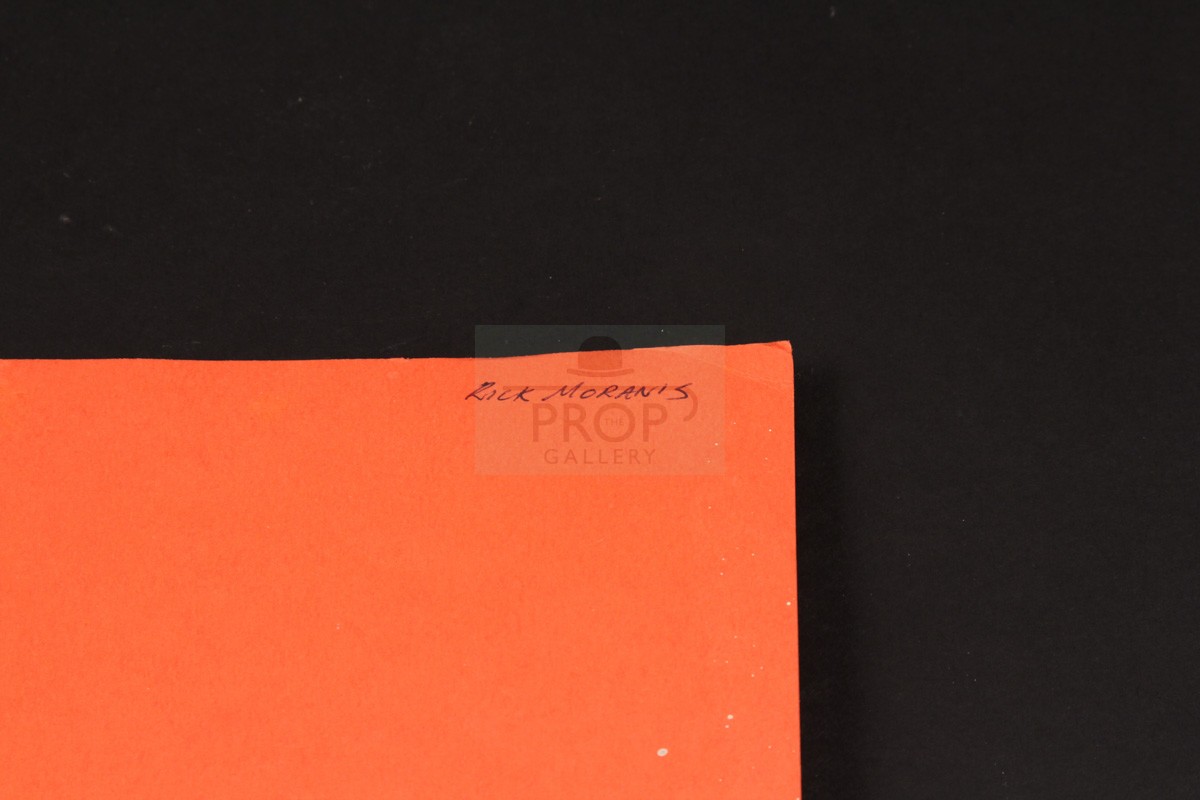 RICK MORANIS
THE
PROP
GALLERY